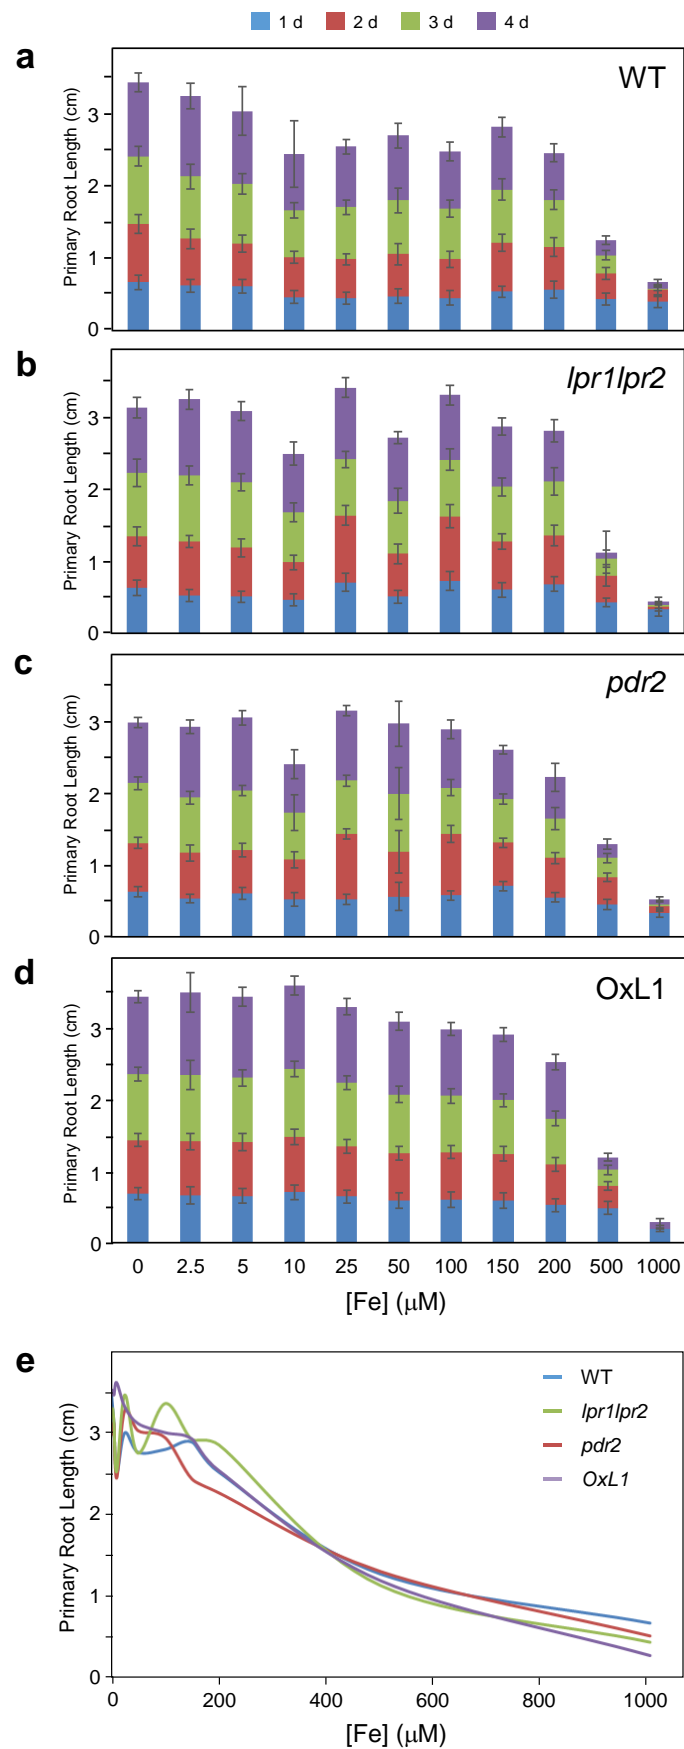 1 d 2 d 3 d 4 d
a
WT
Primary Root Length (cm)
3
2
1
0
b
lpr1lpr2
Primary Root Length (cm)
3
2
1
0
c
pdr2
Primary Root Length (cm)
3
2
1
0
d
OxL1
Primary Root Length (cm)
3
2
1
0
0 2.5 5 10 25 50 100 150 200 500 1000
[Fe] (μM)
e
WT
lpr1lpr2
pdr2
OxL1
Primary Root Length (cm)
3
2
1
0
0 200 400 600 800 1000
[Fe] (μM)